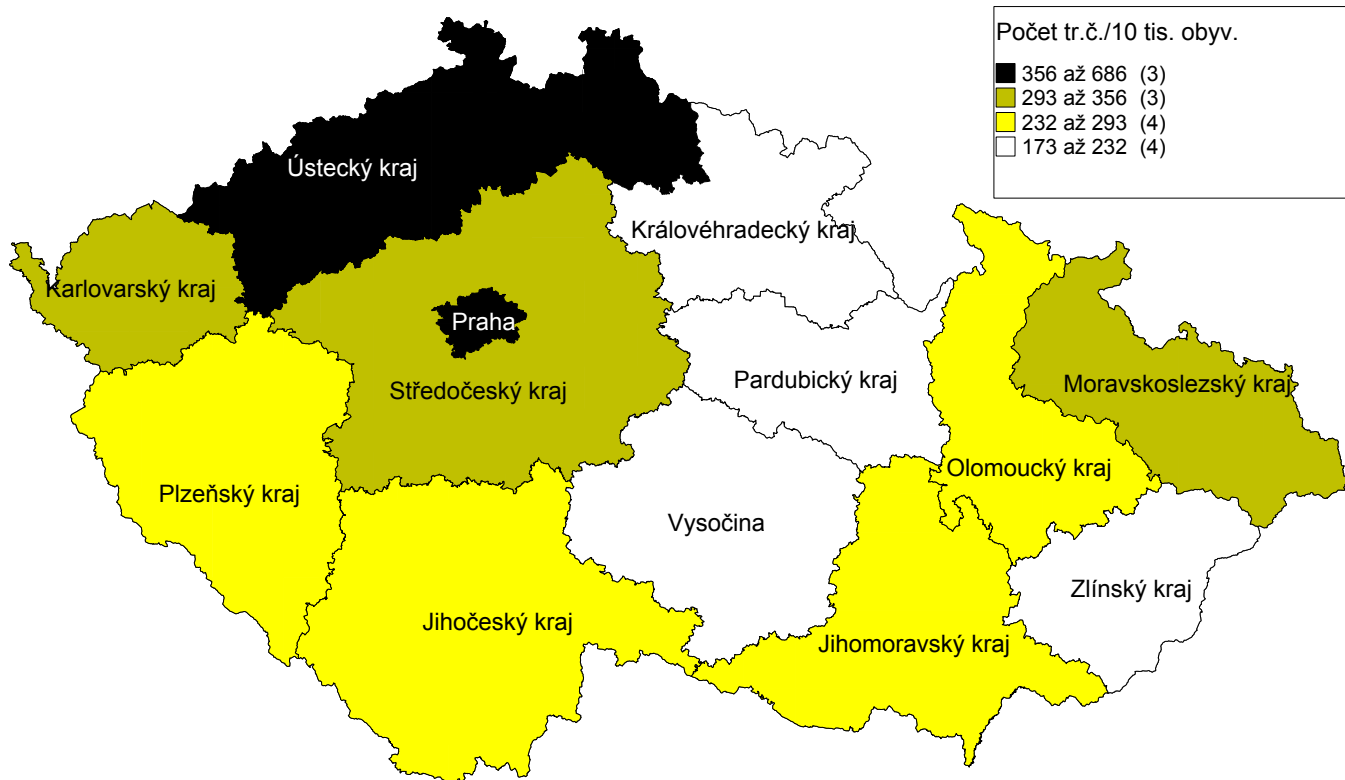 Počet tr.č./10 tis. obyv.
356 až 686 (3)
293 až 356 (3)
232 až 293 (4)
173 až 232 (4)
Ústecký kraj
Královéhradecký kraj
Karlovarský kraj
Praha
Středočeský kraj
Pardubický kraj
Moravskoslezský kraj
Plzeňský kraj
Olomoucký kraj
Vysočina
Zlínský kraj
Jihočeský kraj
Jihomoravský kraj